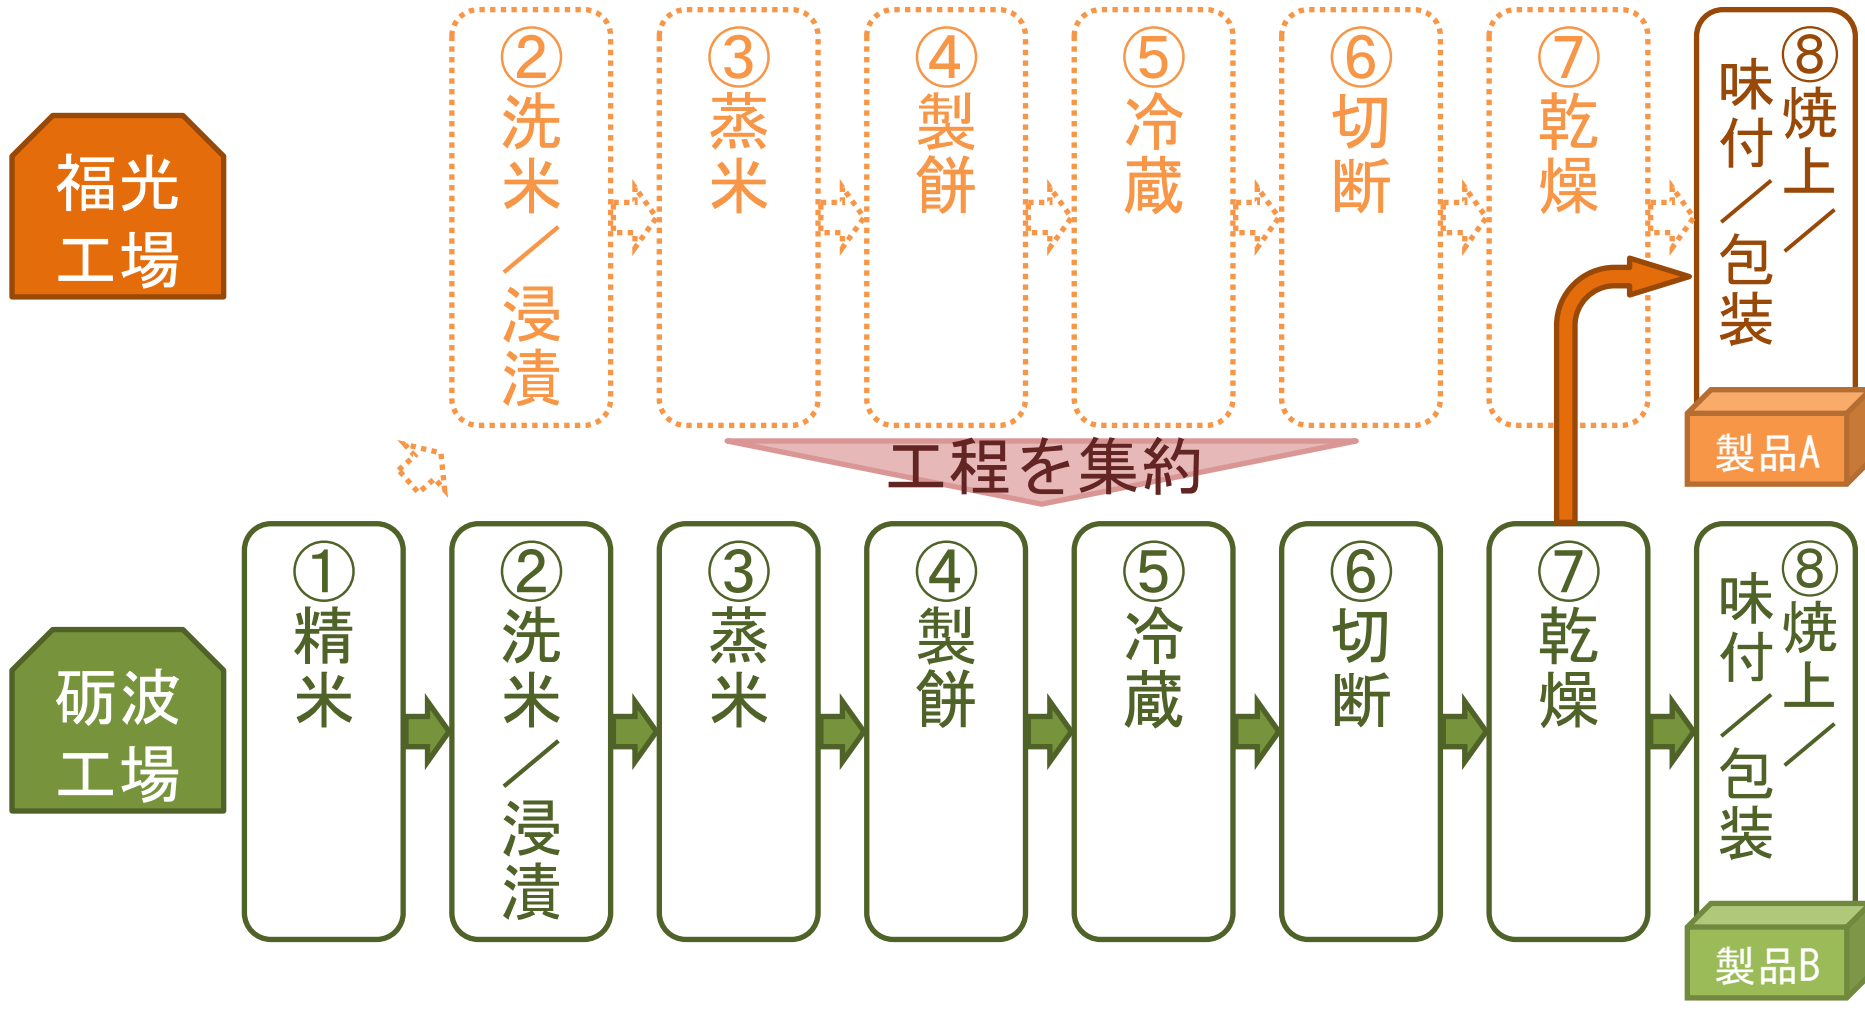 福光
工場
②洗米／浸漬
③蒸米
④製餅
⑤冷蔵
⑥切断
⑦乾燥
⑧焼上／
味付／包装
製品A
工程を集約
砺波
工場
①精米
②洗米／浸漬
③蒸米
④製餅
⑤冷蔵
⑥切断
⑦乾燥
⑧焼上／
味付／包装
製品B